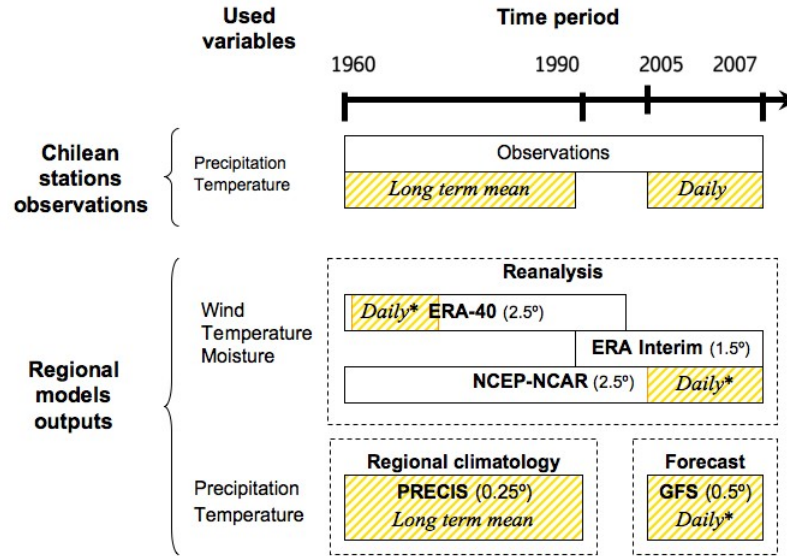 Used
variables
Time period
1960 1990 2005 2007
Chilean
stations
observations
Precipitation
Temperature
Observations
Long term mean Daily
Regional
models
outputs
Wind
Temperature
Moisture
Reanalysis
Daily* ERA-40 (2.5º)
ERA Interim (1.5º)
NCEP-NCAR (2.5º) Daily*
Precipitation
Temperature
Regional climatology
PRECIS (0.25º)
Long term mean
Forecast
GFS (0.5º)
Daily*